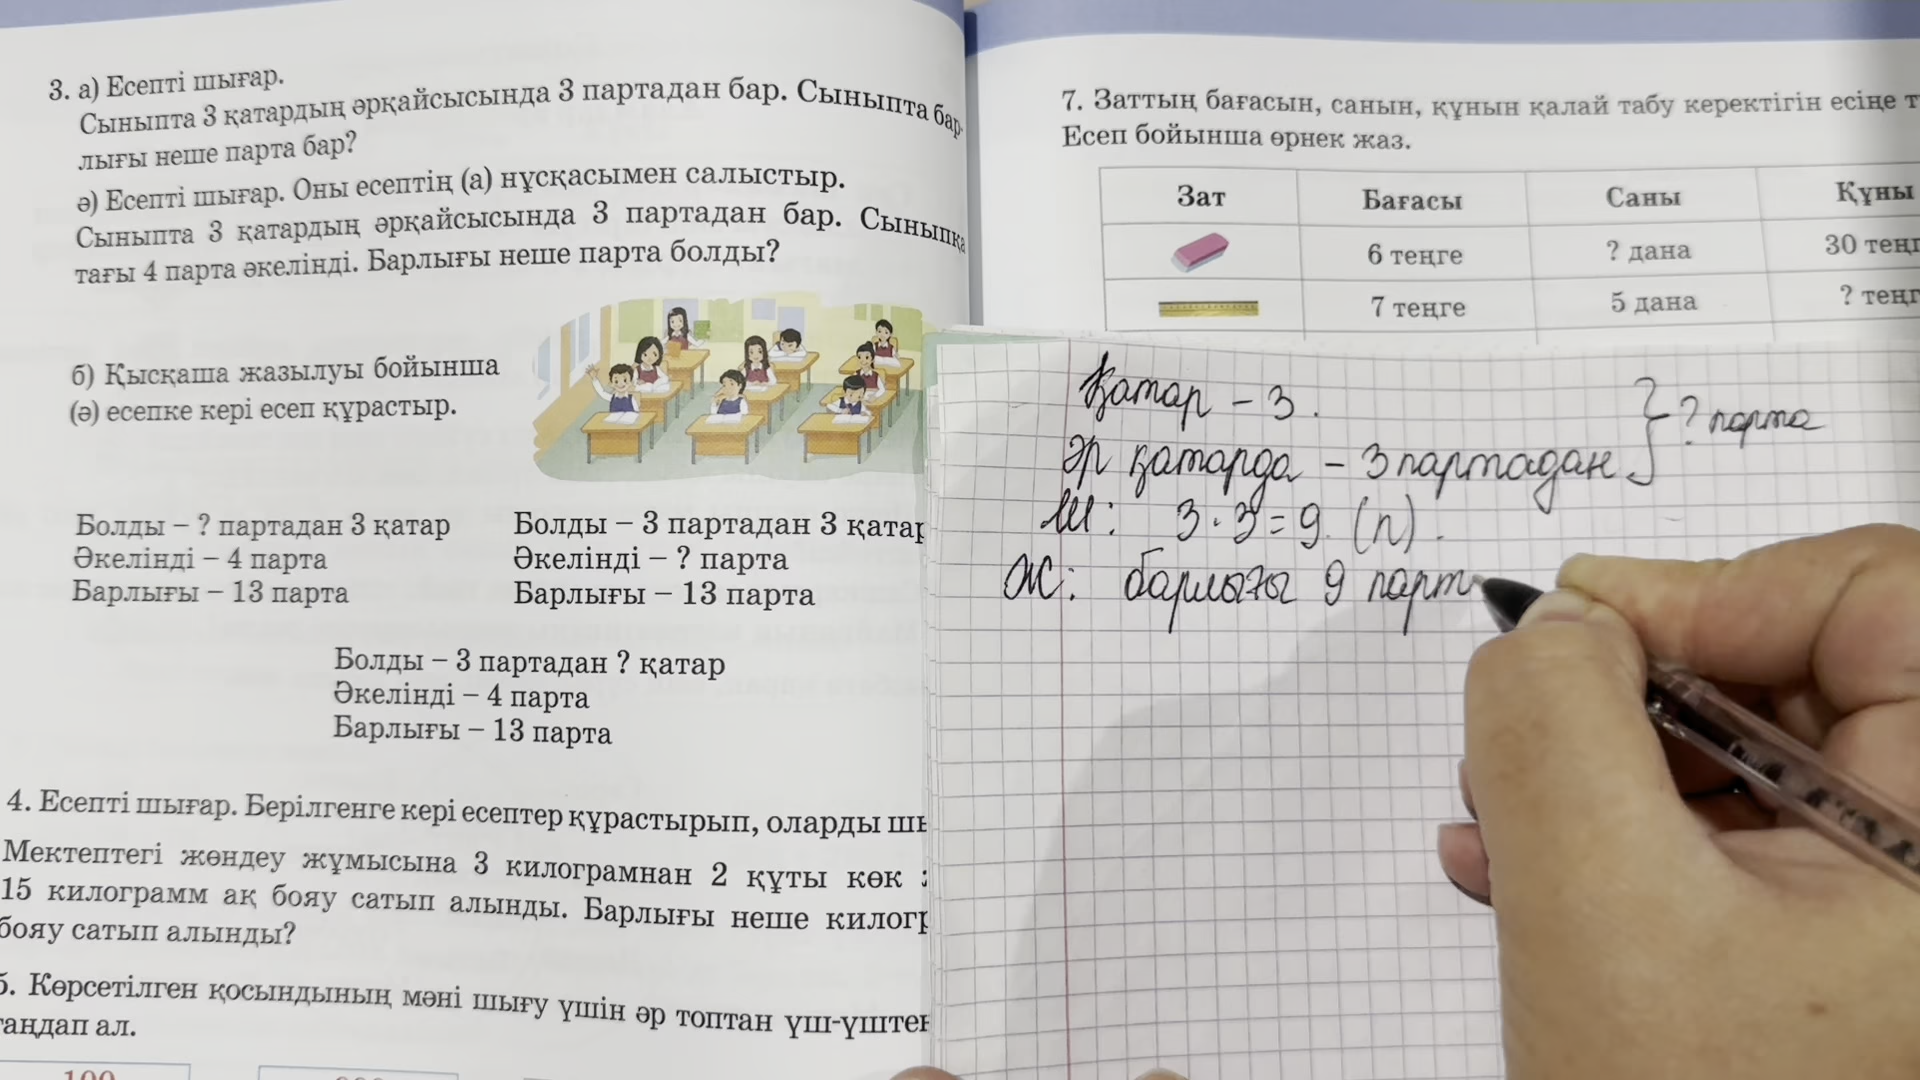 3. а) Есепті шығар.
Сыныпта 3 қатардың әрқайсысында 3 партадан бар. Сыныпта бар-
лығы неше парта бар?
ә) Есепті шығар. Оны есептің (а) нұсқасымен салыстыр.
Сыныпта 3 қатардың әрқайсысында 3 партадан бар. Сыныпқа
тағы 4 парта әкелінді. Барлығы неше парта болды?
б) Қысқаша жазылуы бойынша
(ә) есепке кері есеп құрастыр.
Болды – ? партадан 3 қатар
Әкелінді – 4 парта
Барлығы – 13 парта
Болды – 3 партадан 3 қатар
Әкелінді – ? парта
Барлығы – 13 парта
Болды – 3 партадан ? қатар
Әкелінді – 4 парта
Барлығы – 13 парта
4. Есепті шығар. Берілгенге кері есептер құрастырып, оларды
Мектептегі жөндеу жұмысына 3 килограмнан 2 құты көк
15 килограмм ақ бояу сатып алынды. Барлығы неше
бояу сатып алынды?
5. Көрсетілген қосындының мәні шығу үшін әр топтан
таңдап ал.
7. Заттың бағасын, санын, құнын қалай табу керектігін есіңе
Есеп бойынша өрнек жаз.
Зат Бағасы Саны Құны
6 теңге ? дана 30 теңг
7 теңге 5 дана ? теңг
Қатар – 3.
Әр қатарда – 3 партадан } ? парта
Ш: 3 · 3 = 9. (п).
Ж: барлығы 9 парт